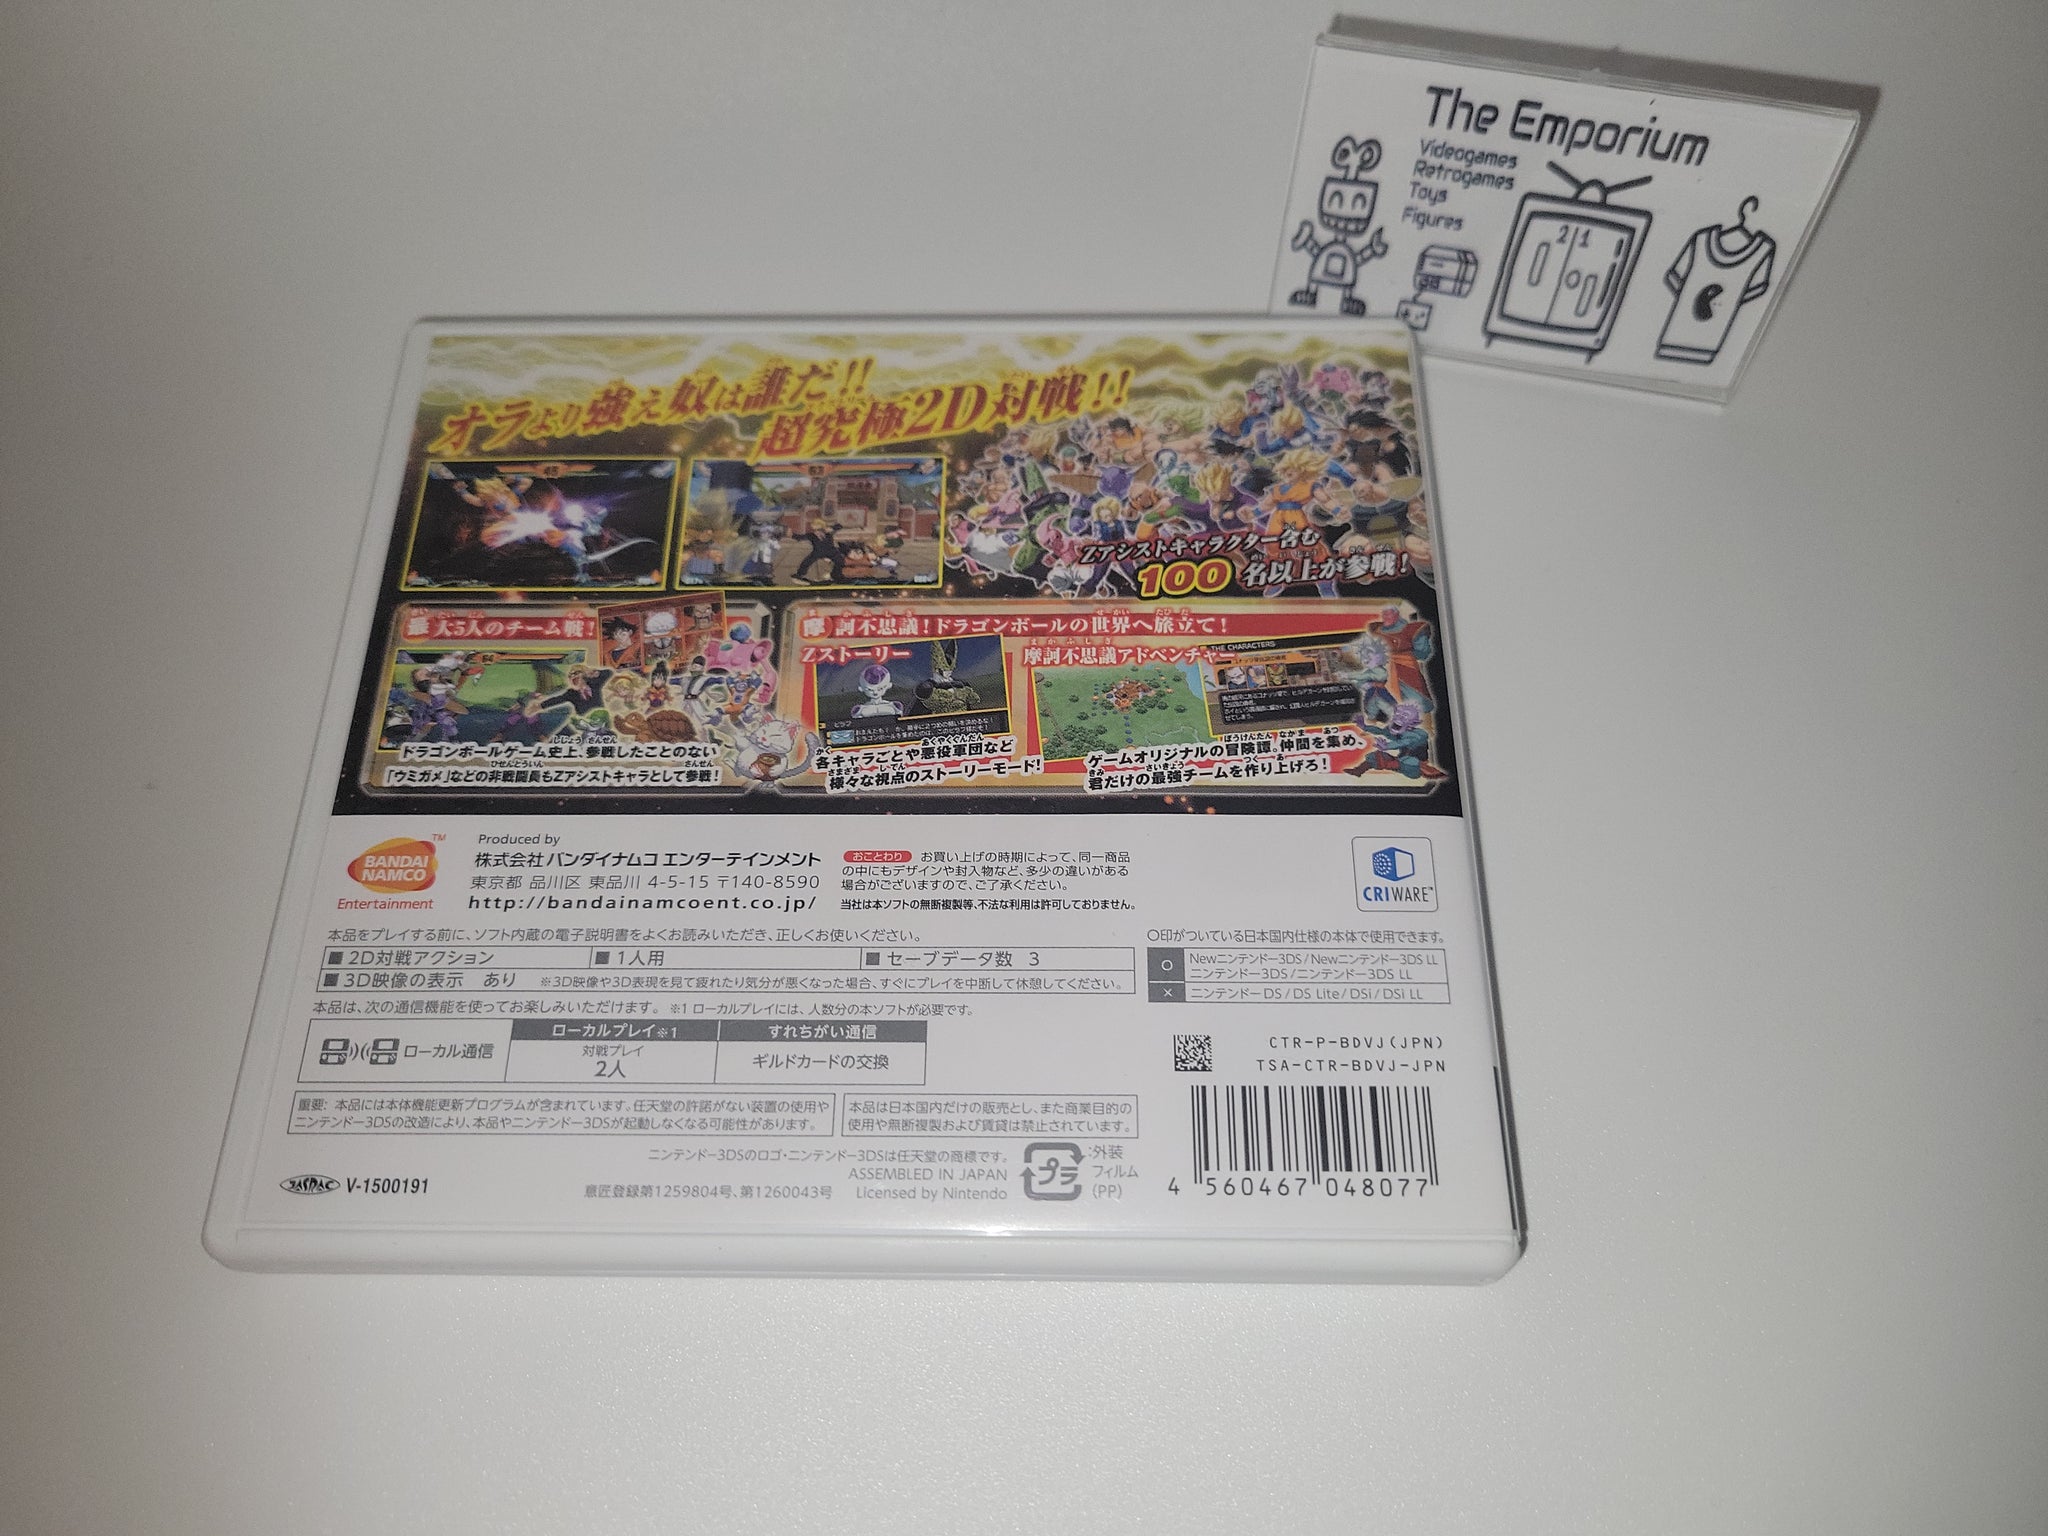 The Emporium
Videogames
Retrogames
Toys
Figures
21
オラより強え奴は誰だ!!
超究極2D対戦!!
Zアシストキャラクター含む
100名以上が参戦!
最大5人のチーム戦!
ドラゴンボールゲーム史上、参戦したことのない
「ウミガメ」などの非戦闘員もZアシストキャラとして参戦!
摩訶不思議!ドラゴンボールの世界へ旅立て!
Zストーリー
各キャラごとや悪役軍団など
様々な視点のストーリーモード!
摩訶不思議アドベンチャー
THE CHARACTERS
ゲームオリジナルの冒険譚。仲間を集め、
君だけの最強チームを作り上げろ!
BANDAI
NAMCO
TM
Entertainment
Produced by
株式会社 バンダイナムコ エンターテインメント
東京都 品川区 東品川 4-5-15 〒140-8590
http://bandainamcoent.co.jp/
おことわり お買い上げの時期によって、同一商品
の中にもデザインや封入物など、多少の違いがある
場合がございますので、ご了承ください。
当社は本ソフトの無断複製等、不法な利用は許可しておりません。
CRIWARE™
本品をプレイする前に、ソフト内蔵の電子説明書をよくお読みいただき、正しくお使いください。
■ 2D対戦アクション ■ 1人用 ■ セーブデータ数 3
■ 3D映像の表示 あり ※3D映像や3D表現を見て疲れたり気分が悪くなった場合、すぐにプレイを中断して休憩してください。
〇印がついている日本国内仕様の本体で使用できます。
○ Newニンテンドー3DS / Newニンテンドー3DS LL
ニンテンドー3DS / ニンテンドー3DS LL
× ニンテンドーDS / DS Lite / DSi / DSi LL
本品は、次の通信機能を使ってお楽しみいただけます。 ※1 ローカルプレイには、人数分の本ソフトが必要です。
ローカル通信
ローカルプレイ※1 すれちがい通信
対戦プレイ
2人
ギルドカードの交換
CTR-P-BDVJ(JPN)
TSA-CTR-BDVJ-JPN
重要: 本品には本体機能更新プログラムが含まれています。任天堂の許諾がない装置の使用や
ニンテンドー3DSの改造により、本品やニンテンドー3DSが起動しなくなる可能性があります。
本品は日本国内だけの販売とし、また商業目的の
使用や無断複製および賃貸は禁止されています。
ニンテンドー3DSのロゴ・ニンテンドー3DSは任天堂の商標です。
ASSEMBLED IN JAPAN
意匠登録第1259804号、第1260043号 Licensed by Nintendo
プラ
:外装
フィルム
(PP)
JASRAC V-1500191
4 560467 048077